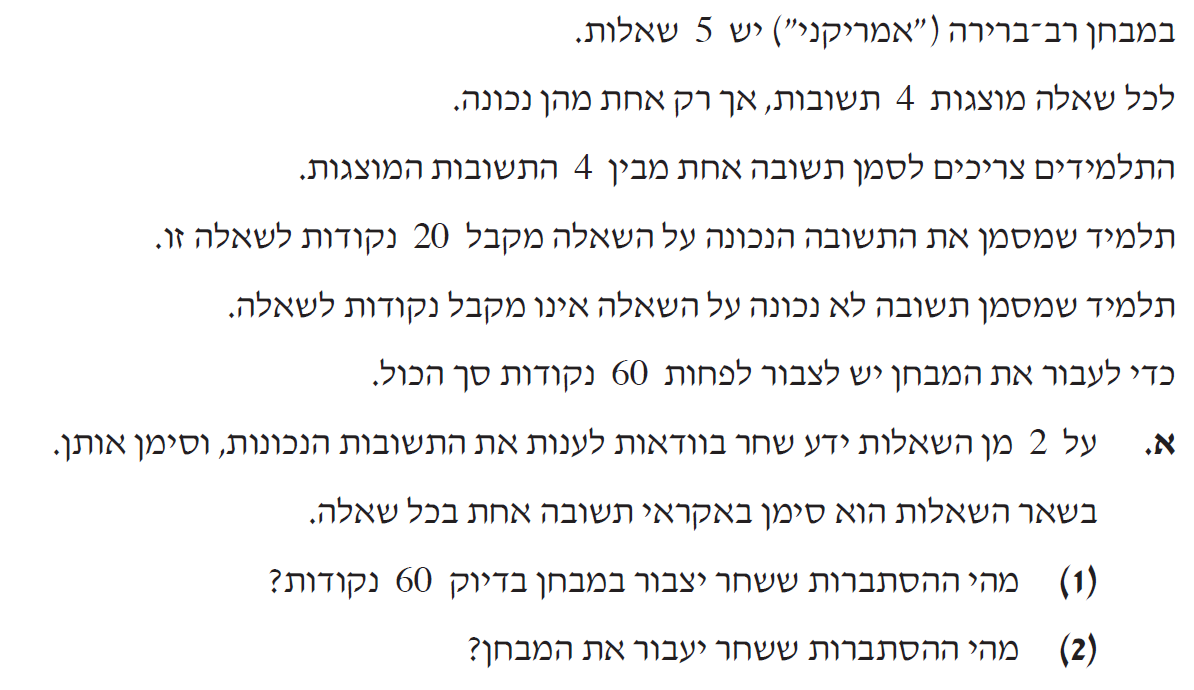 במבחן רב־ברירה ("אמריקני") יש 5 שאלות.
לכל שאלה מוצגות 4 תשובות, אך רק אחת מהן נכונה.
התלמידים צריכים לסמן תשובה אחת מבין 4 התשובות המוצגות.
תלמיד שמסמן את התשובה הנכונה על השאלה מקבל 20 נקודות לשאלה זו.
תלמיד שמסמן תשובה לא נכונה על השאלה אינו מקבל נקודות לשאלה.
כדי לעבור את המבחן יש לצבור לפחות 60 נקודות סך הכול.
א. על 2 מן השאלות ידע שחר בוודאות לענות את התשובות הנכונות, וסימן אותן.
בשאר השאלות הוא סימן באקראי תשובה אחת בכל שאלה.
(1) מהי ההסתברות ששחר יצבור במבחן בדיוק 60 נקודות?
(2) מהי ההסתברות ששחר יעבור את המבחן?